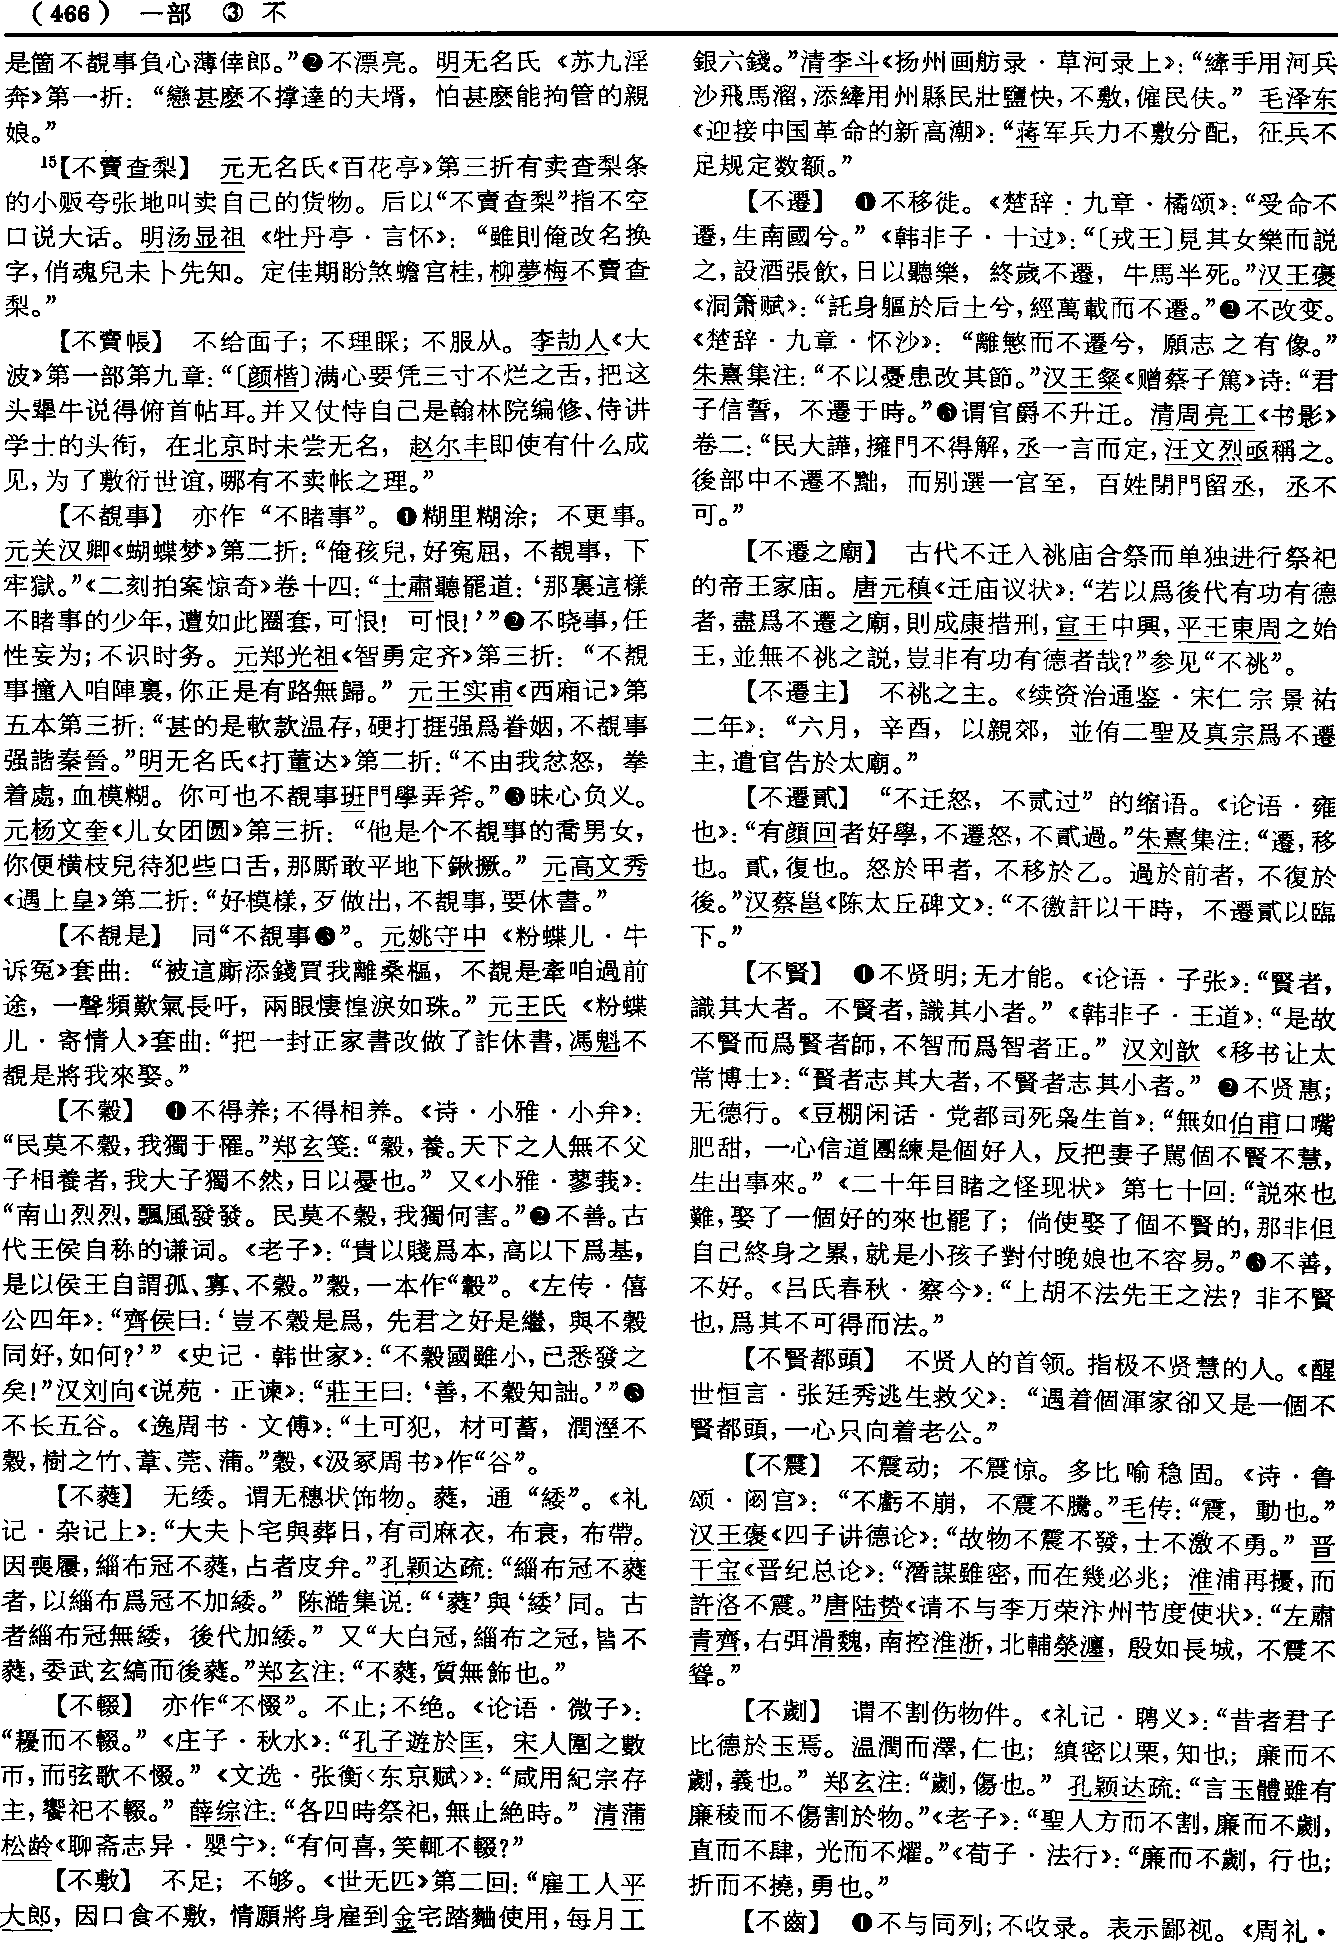 （466） 一部 ③ 不
是箇不覩事負心薄倖郎。”❷不漂亮。明无名氏《苏九淫
奔》第一折：“戀甚麽不撑達的夫壻，怕甚麽能拘管的親
娘。”
15【不賣查梨】 元无名氏《百花亭》第三折有卖查梨条
的小贩夸张地叫卖自己的货物。后以“不賣查梨”指不空
口说大话。明汤显祖《牡丹亭·言怀》：“雖則俺改名换
字，俏魂兒未卜先知。定佳期盼煞蟾宫桂，柳夢梅不賣查
梨。”
【不賣帳】 不给面子；不理睬；不服从。李劼人《大
波》第一部第九章：“〔颜楷〕满心要凭三寸不烂之舌，把这
头犟牛说得俯首帖耳。并又仗恃自己是翰林院编修、侍讲
学士的头衔，在北京时未尝无名，赵尔丰即使有什么成
见，为了敷衍世谊，哪有不卖帐之理。”
【不覩事】 亦作“不睹事”。❶糊里糊涂；不更事。
元关汉卿《蝴蝶梦》第二折：“俺孩兒，好寃屈，不覩事，下
牢獄。”《二刻拍案惊奇》卷十四：“士肅聽罷道：‘那裏這樣
不睹事的少年，遭如此圈套，可恨！可恨！’”❷不晓事，任
性妄为；不识时务。元郑光祖《智勇定齐》第三折：“不覩
事撞入咱陣裏，你正是有路無歸。”元王实甫《西厢记》第
五本第三折：“甚的是軟款温存，硬打捱强爲眷姻，不覩事
强諧秦晉。”明无名氏《打董达》第二折：“不由我忿怒，拳
着處，血模糊。你可也不覩事班門學弄斧。”❸昧心负义。
元杨文奎《儿女团圆》第三折：“他是个不覩事的喬男女，
你便横枝兒待犯些口舌，那厮敢平地下鍬撅。”元高文秀
《遇上皇》第二折：“好模樣，歹做出，不覩事，要休書。”
【不覩是】 同“不覩事❸”。元姚守中《粉蝶儿·牛
诉冤》套曲：“被這厮添錢買我離桑樞，不覩是牽咱過前
途，一聲頻歎氣長吁，兩眼悽惶淚如珠。”元王氏《粉蝶
儿·寄情人》套曲：“把一封正家書改做了詐休書，馮魁不
覩是將我來娶。”
【不穀】 ❶不得养；不得相养。《诗·小雅·小弁》：
“民莫不穀，我獨于罹。”郑玄笺：“穀，養。天下之人無不父
子相養者，我大子獨不然，日以憂也。”又《小雅·蓼莪》：
“南山烈烈，飄風發發。民莫不穀，我獨何害。”❷不善。古
代王侯自称的谦词。《老子》：“貴以賤爲本，高以下爲基，
是以侯王自謂孤、寡、不穀。”穀，一本作“轂”。《左传·僖
公四年》：“齊侯曰：‘豈不穀是爲，先君之好是繼，與不穀
同好，如何？’”《史记·韩世家》：“不穀國雖小，已悉發之
矣！”汉刘向《说苑·正谏》：“莊王曰：‘善，不穀知詘。’”❸
不长五谷。《逸周书·文傅》：“土可犯，材可蓄，潤溼不
穀，樹之竹、葦、莞、蒲。”穀，《汲冢周书》作“谷”。
【不蕤】 无緌。谓无穗状饰物。蕤，通“緌”。《礼
记·杂记上》：“大夫卜宅與葬日，有司麻衣，布衰，布帶。
因喪屨，緇布冠不蕤，占者皮弁。”孔颖达疏：“緇布冠不蕤
者，以緇布爲冠不加緌。”陈澔集说：“‘蕤’與‘緌’同。古
者緇布冠無緌，後代加緌。”又“大白冠，緇布之冠，皆不
蕤，委武玄縞而後蕤。”郑玄注：“不蕤，質無飾也。”
【不輟】 亦作“不惙”。不止；不绝。《论语·微子》：
“耰而不輟。”《庄子·秋水》：“孔子遊於匡，宋人圍之數
帀，而弦歌不惙。”《文选·张衡〈东京赋〉》：“咸用紀宗存
主，饗祀不輟。”薛综注：“各四時祭祀，無止絶時。”清蒲
松龄《聊斋志异·婴宁》：“有何喜，笑輒不輟？”
【不敷】 不足；不够。《世无匹》第二回：“雇工人平
大郎，因口食不敷，情願將身雇到金宅踏麯使用，每月工
銀六錢。”清李斗《扬州画舫录·草河录上》：“縴手用河兵
沙飛馬溜，添縴用州縣民壯鹽快，不敷，僱民伕。”毛泽东
《迎接中国革命的新高潮》：“蒋军兵力不敷分配，征兵不
足规定数额。”
【不遷】 ❶不移徙。《楚辞·九章·橘颂》：“受命不
遷，生南國兮。”《韩非子·十过》：“〔戎王〕見其女樂而説
之，設酒張飲，日以聽樂，終歲不遷，牛馬半死。”汉王褒
《洞箫赋》：“託身軀於后土兮，經萬載而不遷。”❷不改变。
《楚辞·九章·怀沙》：“離慜而不遷兮，願志之有像。”
朱熹集注：“不以憂患改其節。”汉王粲《赠蔡子篤》诗：“君
子信誓，不遷于時。”❸谓官爵不升迁。清周亮工《书影》
卷二：“民大譁，擁門不得解，丞一言而定，汪文烈亟稱之。
後部中不遷不黜，而别選一官至，百姓閉門留丞，丞不
可。”
【不遷之廟】 古代不迁入祧庙合祭而单独进行祭祀
的帝王家庙。唐元稹《迁庙议状》：“若以爲後代有功有德
者，盡爲不遷之廟，則成康措刑，宣王中興，平王東周之始
王，並無不祧之説，豈非有功有德者哉？”参见“不祧”。
【不遷主】 不祧之主。《续资治通鉴·宋仁宗景祐
二年》：“六月，辛酉，以親郊，並侑二聖及真宗爲不遷
主，遣官告於太廟。”
【不遷貳】 “不迁怒，不贰过”的缩语。《论语·雍
也》：“有顔回者好學，不遷怒，不貳過。”朱熹集注：“遷，移
也。貳，復也。怒於甲者，不移於乙。過於前者，不復於
後。”汉蔡邕《陈太丘碑文》：“不徼訐以干時，不遷貳以臨
下。”
【不賢】 ❶不贤明；无才能。《论语·子张》：“賢者，
識其大者。不賢者，識其小者。”《韩非子·王道》：“是故
不賢而爲賢者師，不智而爲智者正。”汉刘歆《移书让太
常博士》：“賢者志其大者，不賢者志其小者。”❷不贤惠；
无德行。《豆棚闲话·党都司死枭生首》：“無如伯甫口嘴
肥甜，一心信道團練是個好人，反把妻子駡個不賢不慧，
生出事來。”《二十年目睹之怪现状》第七十回：“説來也
難，娶了一個好的來也罷了；倘使娶了個不賢的，那非但
自己終身之累，就是小孩子對付晚娘也不容易。”❸不善，
不好。《吕氏春秋·察今》：“上胡不法先王之法？非不賢
也，爲其不可得而法。”
【不賢都頭】 不贤人的首领。指极不贤慧的人。《醒
世恒言·张廷秀逃生救父》：“遇着個渾家卻又是一個不
賢都頭，一心只向着老公。”
【不震】 不震动；不震惊。多比喻稳固。《诗·鲁
颂·閟宫》：“不虧不崩，不震不騰。”毛传：“震，動也。”
汉王褒《四子讲德论》：“故物不震不發，士不激不勇。”晋
干宝《晋纪总论》：“潛謀雖密，而在幾必兆；淮浦再擾，而
許洛不震。”唐陆贽《请不与李万荣汴州节度使状》：“左肅
青齊，右弭滑魏，南控淮浙，北輔滎瀍，殷如長城，不震不
聳。”
【不劌】 谓不割伤物件。《礼记·聘义》：“昔者君子
比德於玉焉。温潤而澤，仁也；縝密以栗，知也；廉而不
劌，義也。”郑玄注：“劌，傷也。”孔颖达疏：“言玉體雖有
廉稜而不傷割於物。”《老子》：“聖人方而不割，廉而不劌，
直而不肆，光而不燿。”《荀子·法行》：“廉而不劌，行也；
折而不撓，勇也。”
【不齒】 ❶不与同列；不收录。表示鄙视。《周礼·